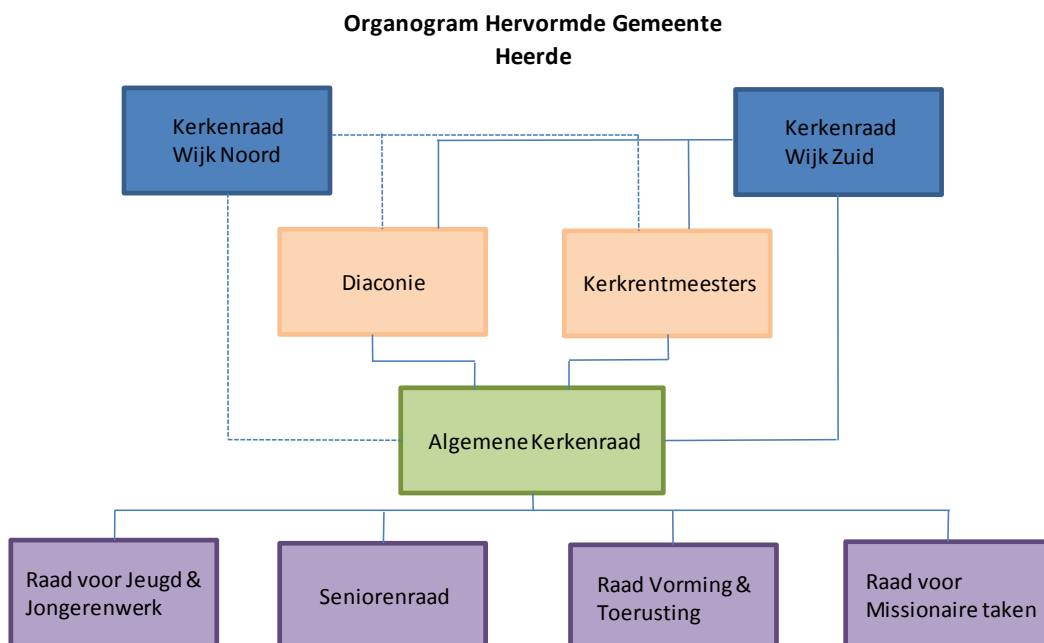 Organogram Hervormde Gemeente
Heerde
Kerkenraad
Wijk Noord
Kerkenraad
Wijk Zuid
Diaconie
Kerkrentmeesters
Algemene Kerkenraad
Raad voor Jeugd &
Jongerenwerk
Seniorenraad
Raad Vorming &
Toerusting
Raad voor
Missionaire taken